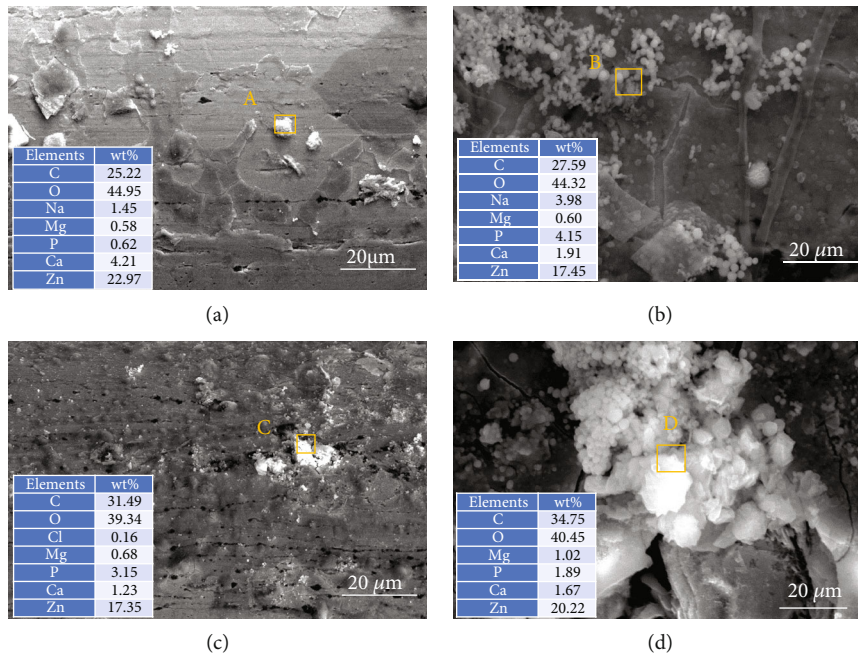 A
Elements wt%
C 25.22
O 44.95
Na 1.45
Mg 0.58
P 0.62
Ca 4.21
Zn 22.97
20μm
(a)
B
Elements wt%
C 27.59
O 44.32
Na 3.98
Mg 0.60
P 4.15
Ca 1.91
Zn 17.45
20 μm
(b)
C
Elements wt%
C 31.49
O 39.34
Cl 0.16
Mg 0.68
P 3.15
Ca 1.23
Zn 17.35
20 μm
(c)
D
Elements wt%
C 34.75
O 40.45
Mg 1.02
P 1.89
Ca 1.67
Zn 20.22
20 μm
(d)